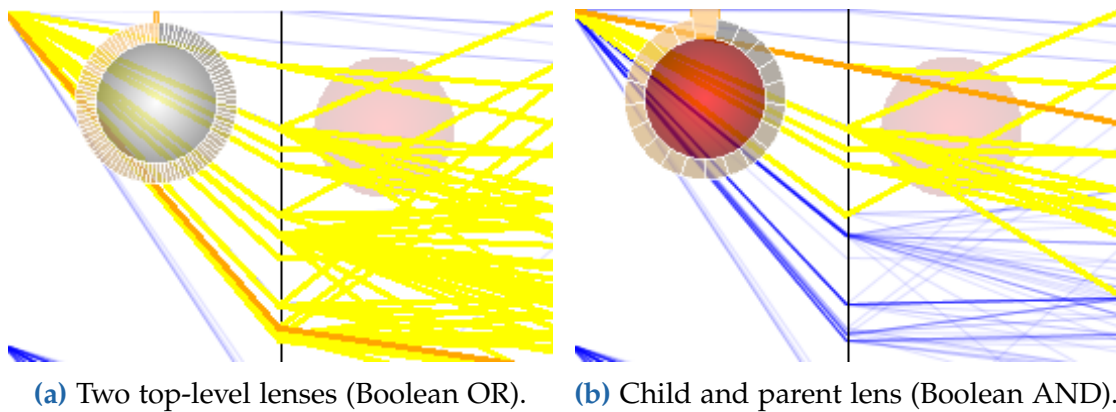 (a) Two top-level lenses (Boolean OR).
(b) Child and parent lens (Boolean AND).